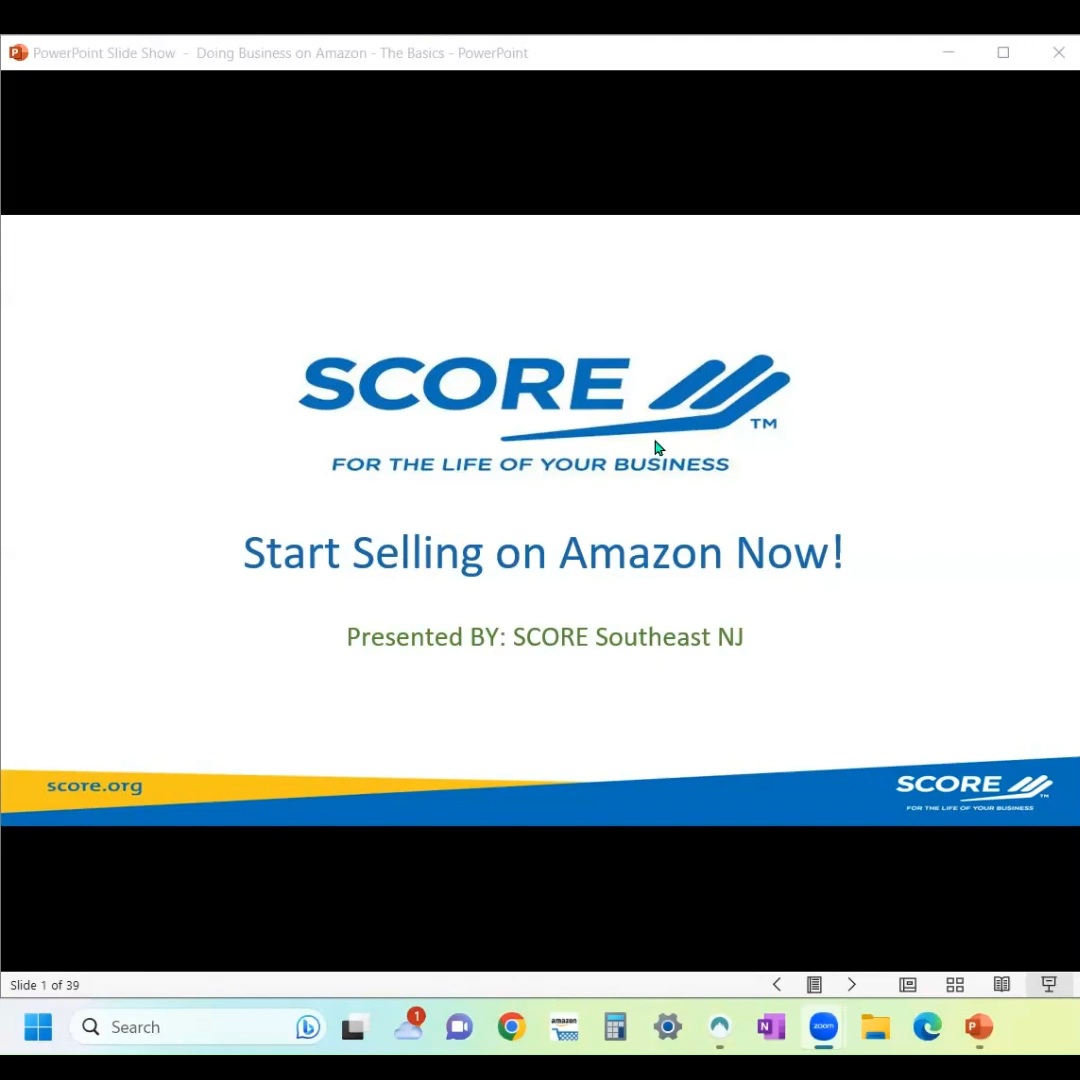 PowerPoint Slide Show - Doing Business on Amazon - The Basics - PowerPoint
SCORE
TM
FOR THE LIFE OF YOUR BUSINESS
Start Selling on Amazon Now!
Presented BY: SCORE Southeast NJ
score.org
SCORE
TM
FOR THE LIFE OF YOUR BUSINESS
Slide 1 of 39
Search
1
amazon
N
zoom
P